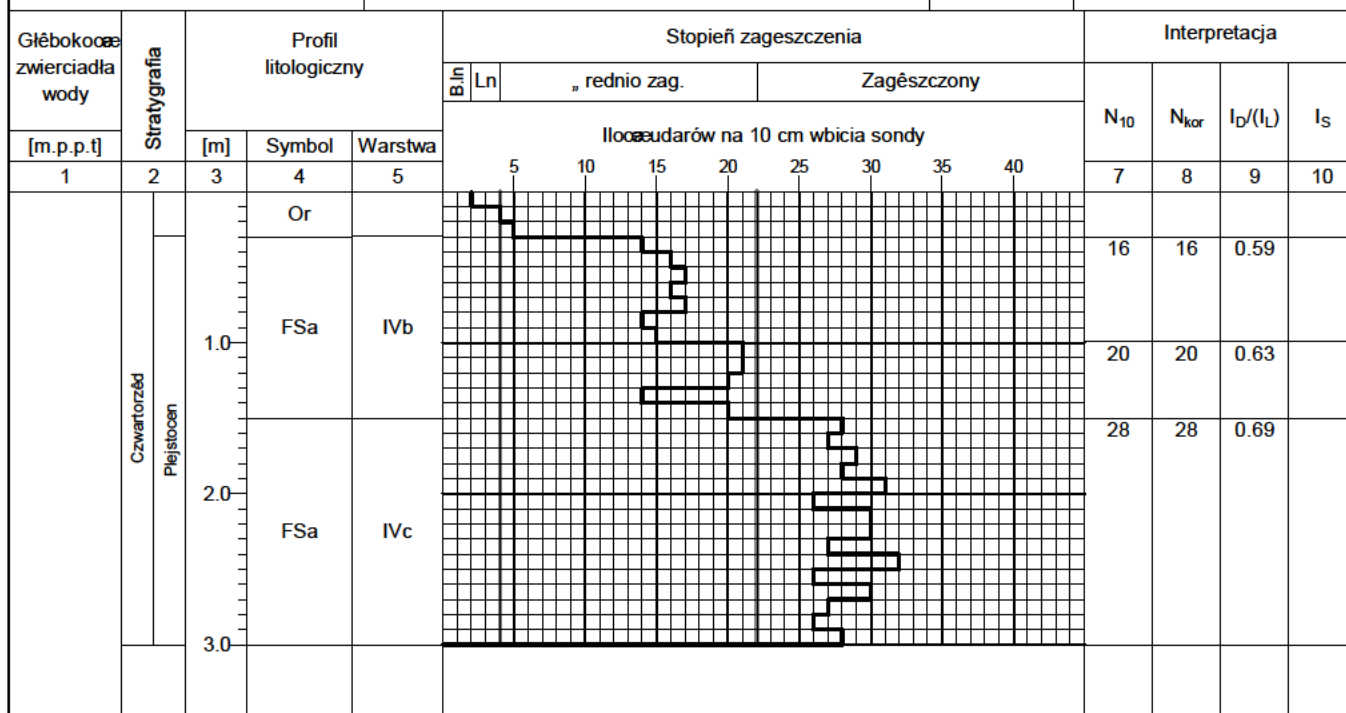 Głêbokoœæ
zwierciadła
wody
[m.p.p.t]
1
Stratygrafia
2
Profil
litologiczny
[m]
Symbol
Warstwa
3
4
5
Stopień zageszczenia
B.ln
Ln
„ rednio zag.
Zagêszczony
Iloœæ udarów na 10 cm wbicia sondy
5 10 15 20 25 30 35 40
Interpretacja
N10
Nkor
ID/(IL)
IS
7
8
9
10
Czwartorzêd
Plejstocen
Or
FSa
IVb
1.0
16 16 0.59
20 20 0.63
28 28 0.69
2.0
FSa
IVc
3.0